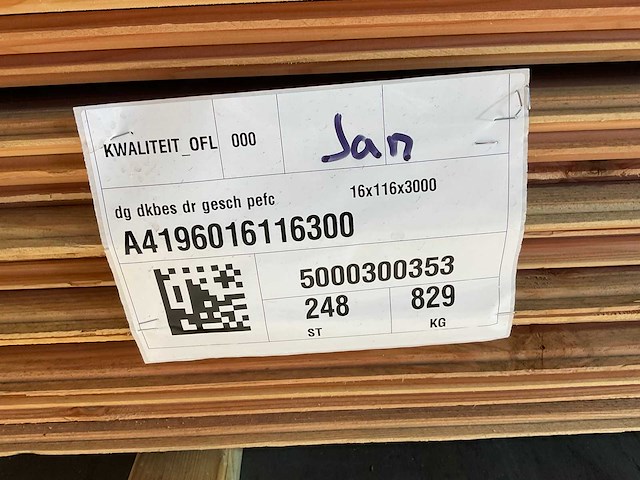 KWALITEIT_OFL 000 Jan
dg dkbes dr gesch pefc 16x116x3000
A4196016116300
5000300353
248 829
ST KG